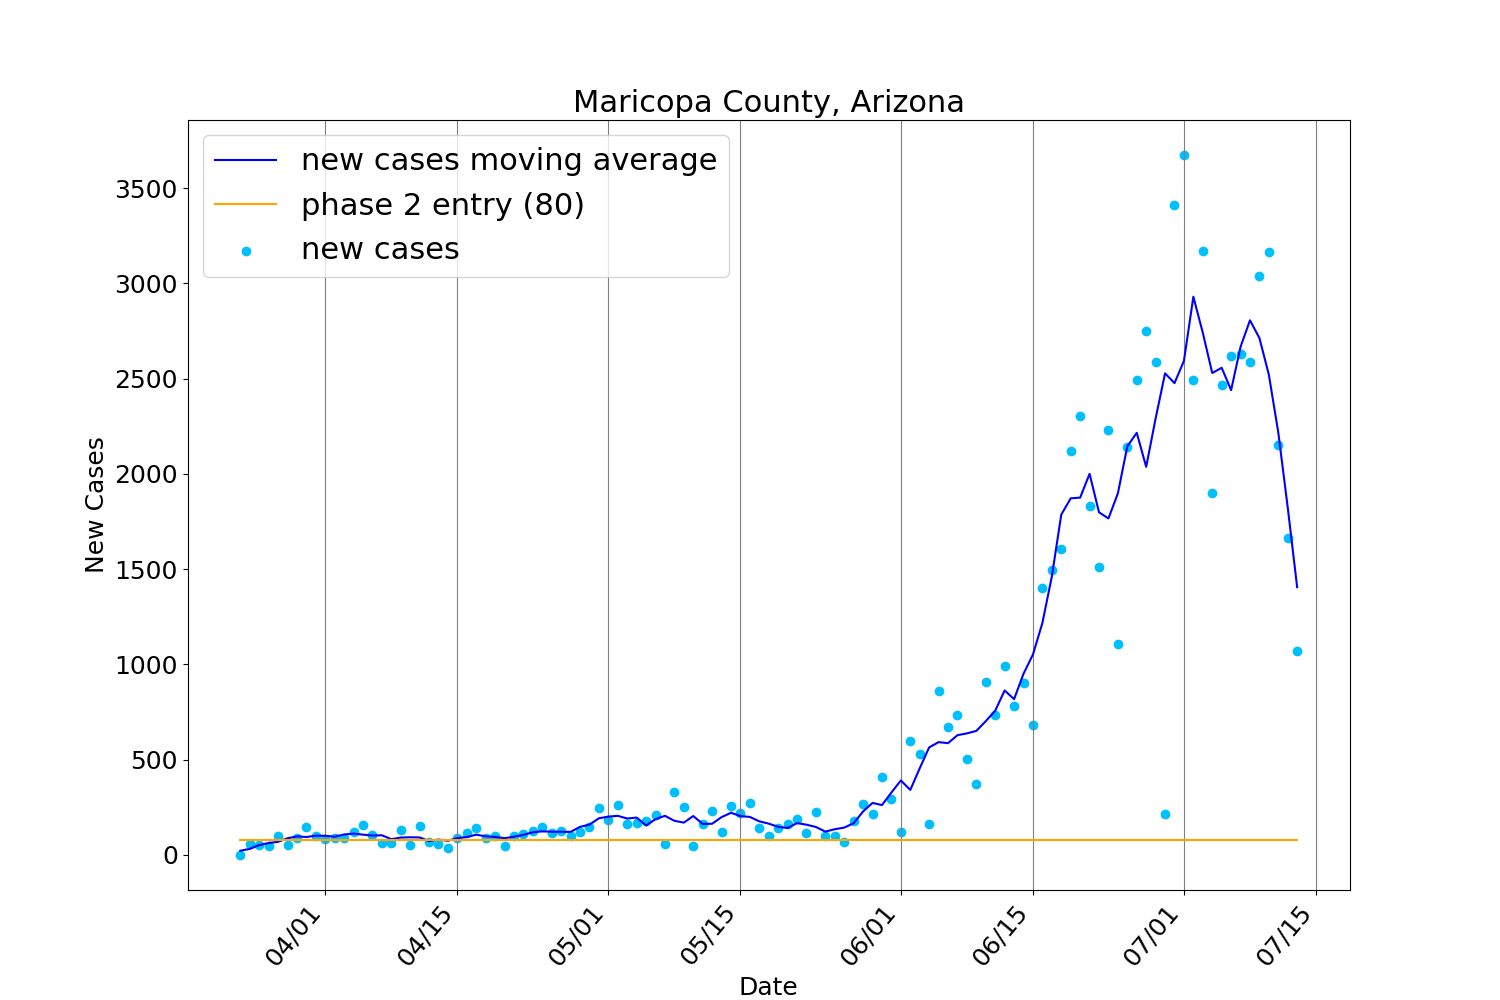 Maricopa County, Arizona
new cases moving average
phase 2 entry (80)
new cases
3500
3000
2500
2000
1500
1000
500
0
New Cases
04/01
04/15
05/01
05/15
06/01
06/15
07/01
07/15
Date